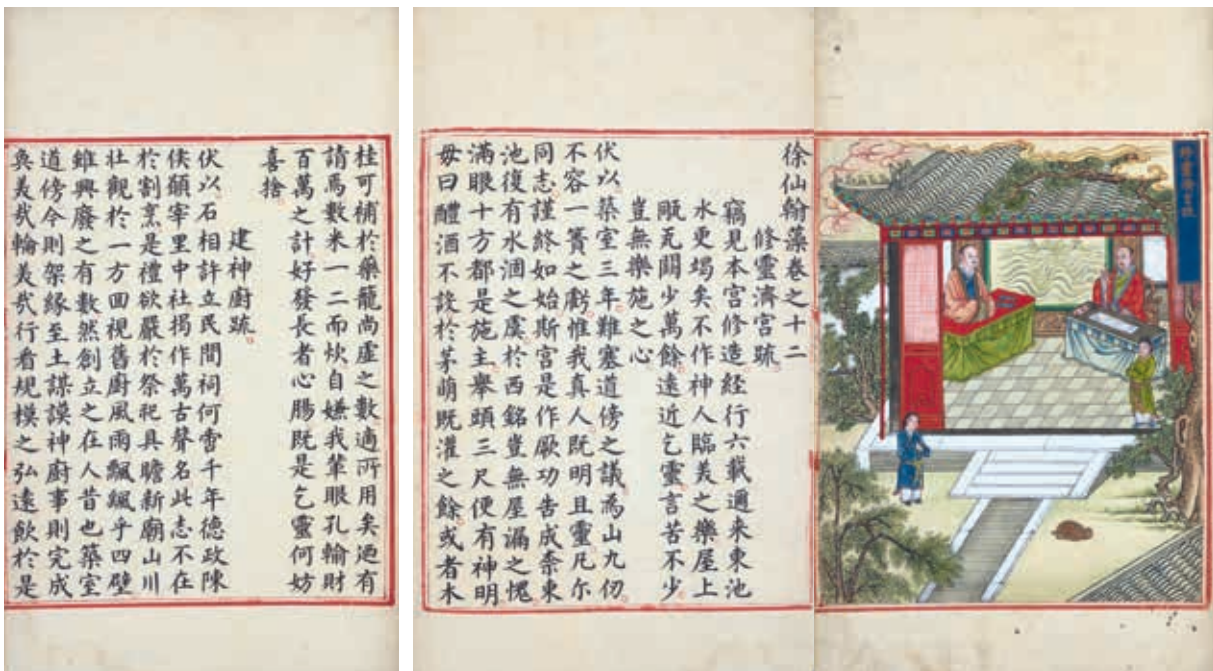 徐仙翰藻卷之十二
修靈濟宮疏
竊見本宮修造経行六載邇来東池
水更堨矣不作神人臨美之樂屋上
瓦闕少萬餘遠近乞靈言苦不少
豈無樂施之心
伏以築室三年難塞道傍之議為山九仞
不容一簣之虧惟我真人既明且靈凡尔
同志謹終如始斯宮是作厥功告成柰東
池復有水涸之虞於西銘豈無屋漏之愧
滿眼十方都是施主舉頭三尺便有神明
毋曰醴酒不設於茅萌既灌之餘或者木
桂可補於藥籠尚虛之數適所用矣迺有
請焉數米一二而炊自嫌我輩眼孔輸財
百萬之計好發長者心腸既是乞靈何妨
喜捨
建神廚疏
伏以石相許立民間祠何啻千年德政陳
侯願宰里中社揭作萬古聲名此志不在
於割烹是禮欲嚴於祭祀具瞻新廟山川
壯觀於一方回視舊廚風雨飄飄乎四壁
雖興廢之有數然創立之在人昔也築室
道傍令則架緣至土謀謨神廚事則完成
奐美哉輪美哉行看規模之弘遠飲於是